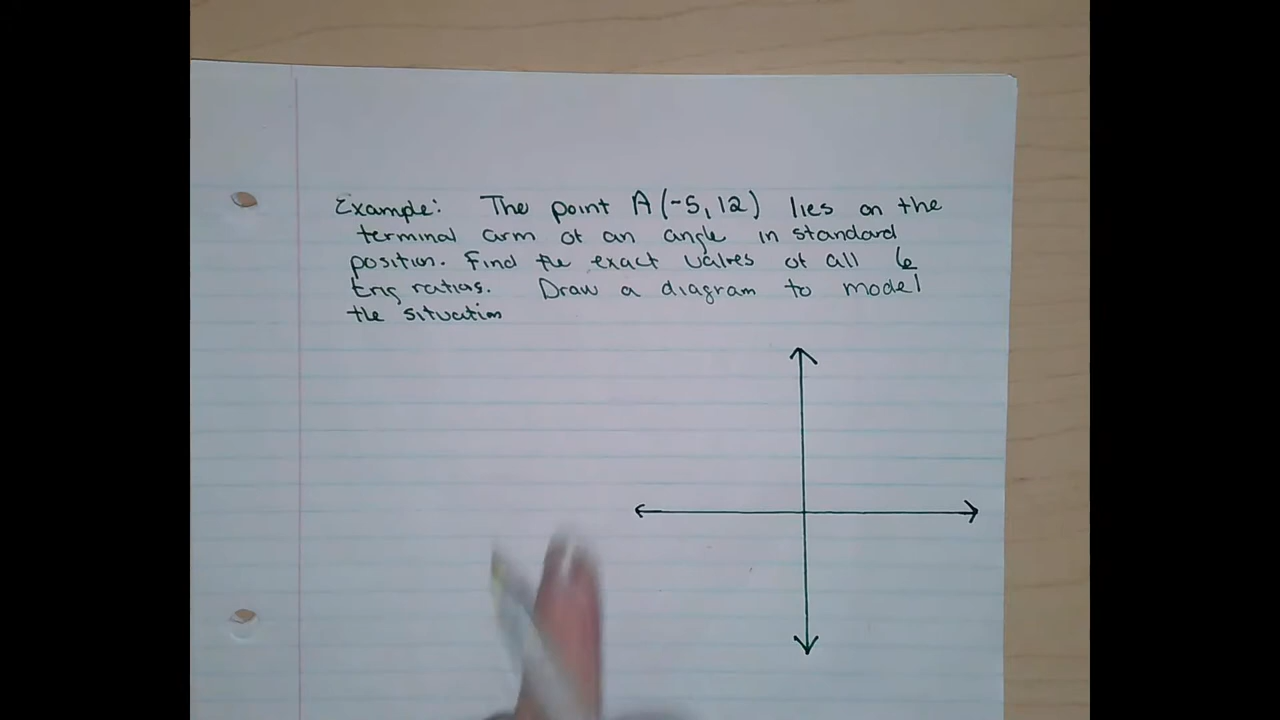 Example: The point A(-5, 12) lies on the
terminal arm of an angle in standard
position. Find the exact values of all 6
trig ratios. Draw a diagram to model
the situation